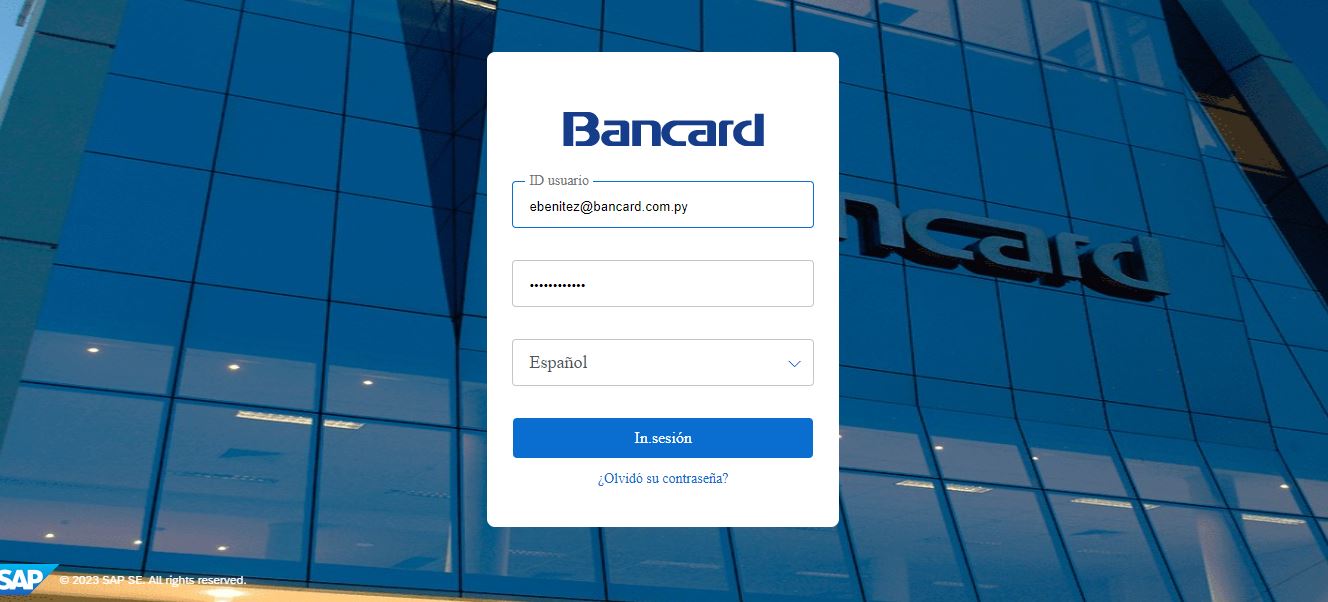 Bancard
ID usuario
ebenitez@bancard.com.py
••••••••••••
Español
In.sesión
¿Olvidó su contraseña?
ncard
SAP © 2023 SAP SE. All rights reserved.